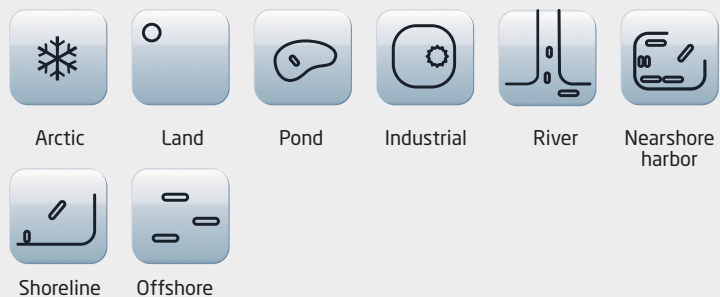 Arctic
Land
Pond
Industrial
River
Nearshore
harbor
Shoreline
Offshore